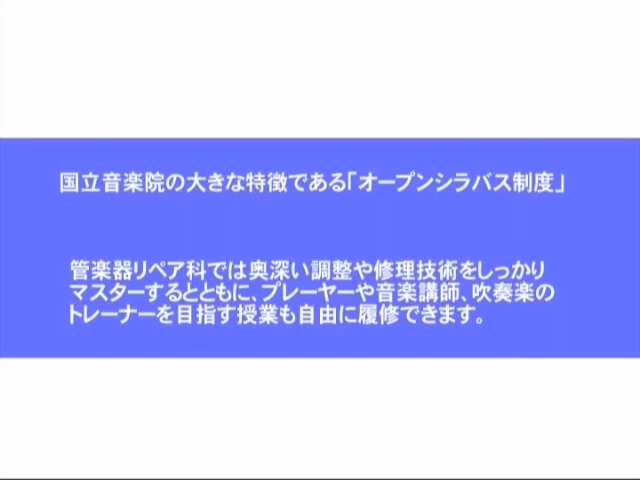 国立音楽院の大きな特徴である「オープンシラバス制度」
管楽器リペア科では奥深い調整や修理技術をしっかり
マスターするとともに、プレーヤーや音楽講師、吹奏楽の
トレーナーを目指す授業も自由に履修できます。